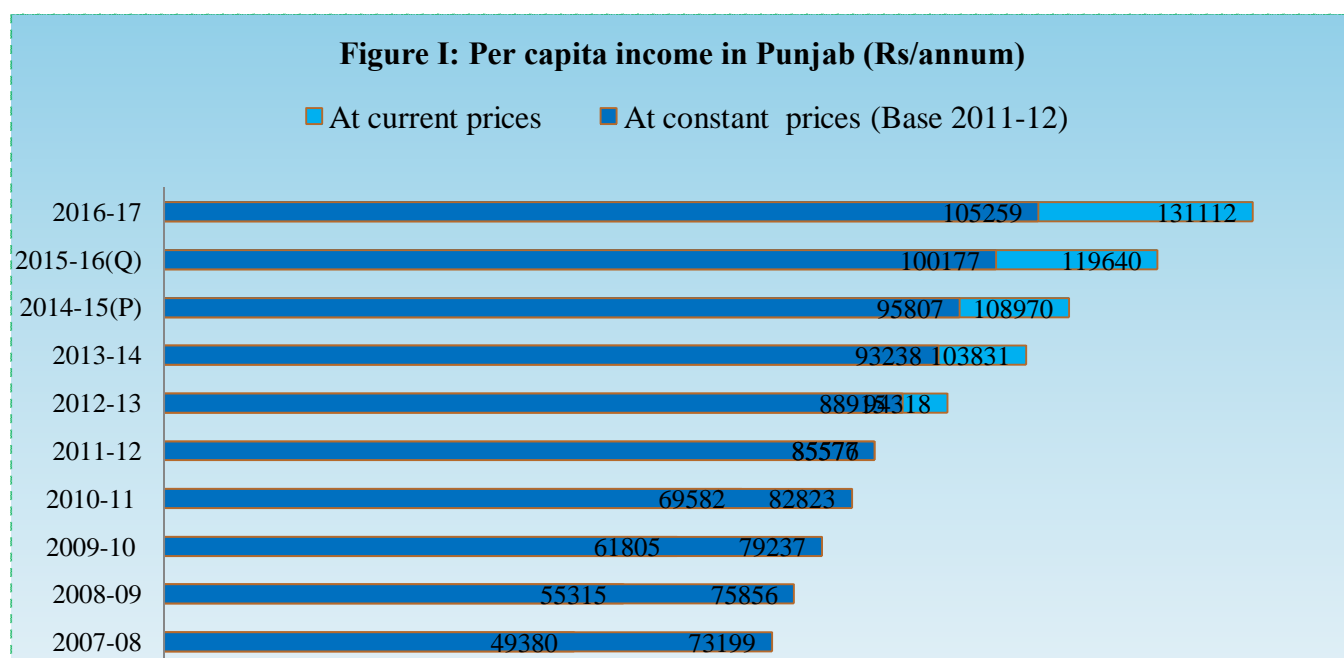 Figure I: Per capita income in Punjab (Rs/annum)
At current prices At constant prices (Base 2011-12)
2016-17 105259 131112
2015-16(Q) 100177 119640
2014-15(P) 95807 108970
2013-14 93238 103831
2012-13 88915 94318
2011-12
2010-11 69582 82823
2009-10 61805 79237
2008-09 55315 75856
2007-08 49380 73199